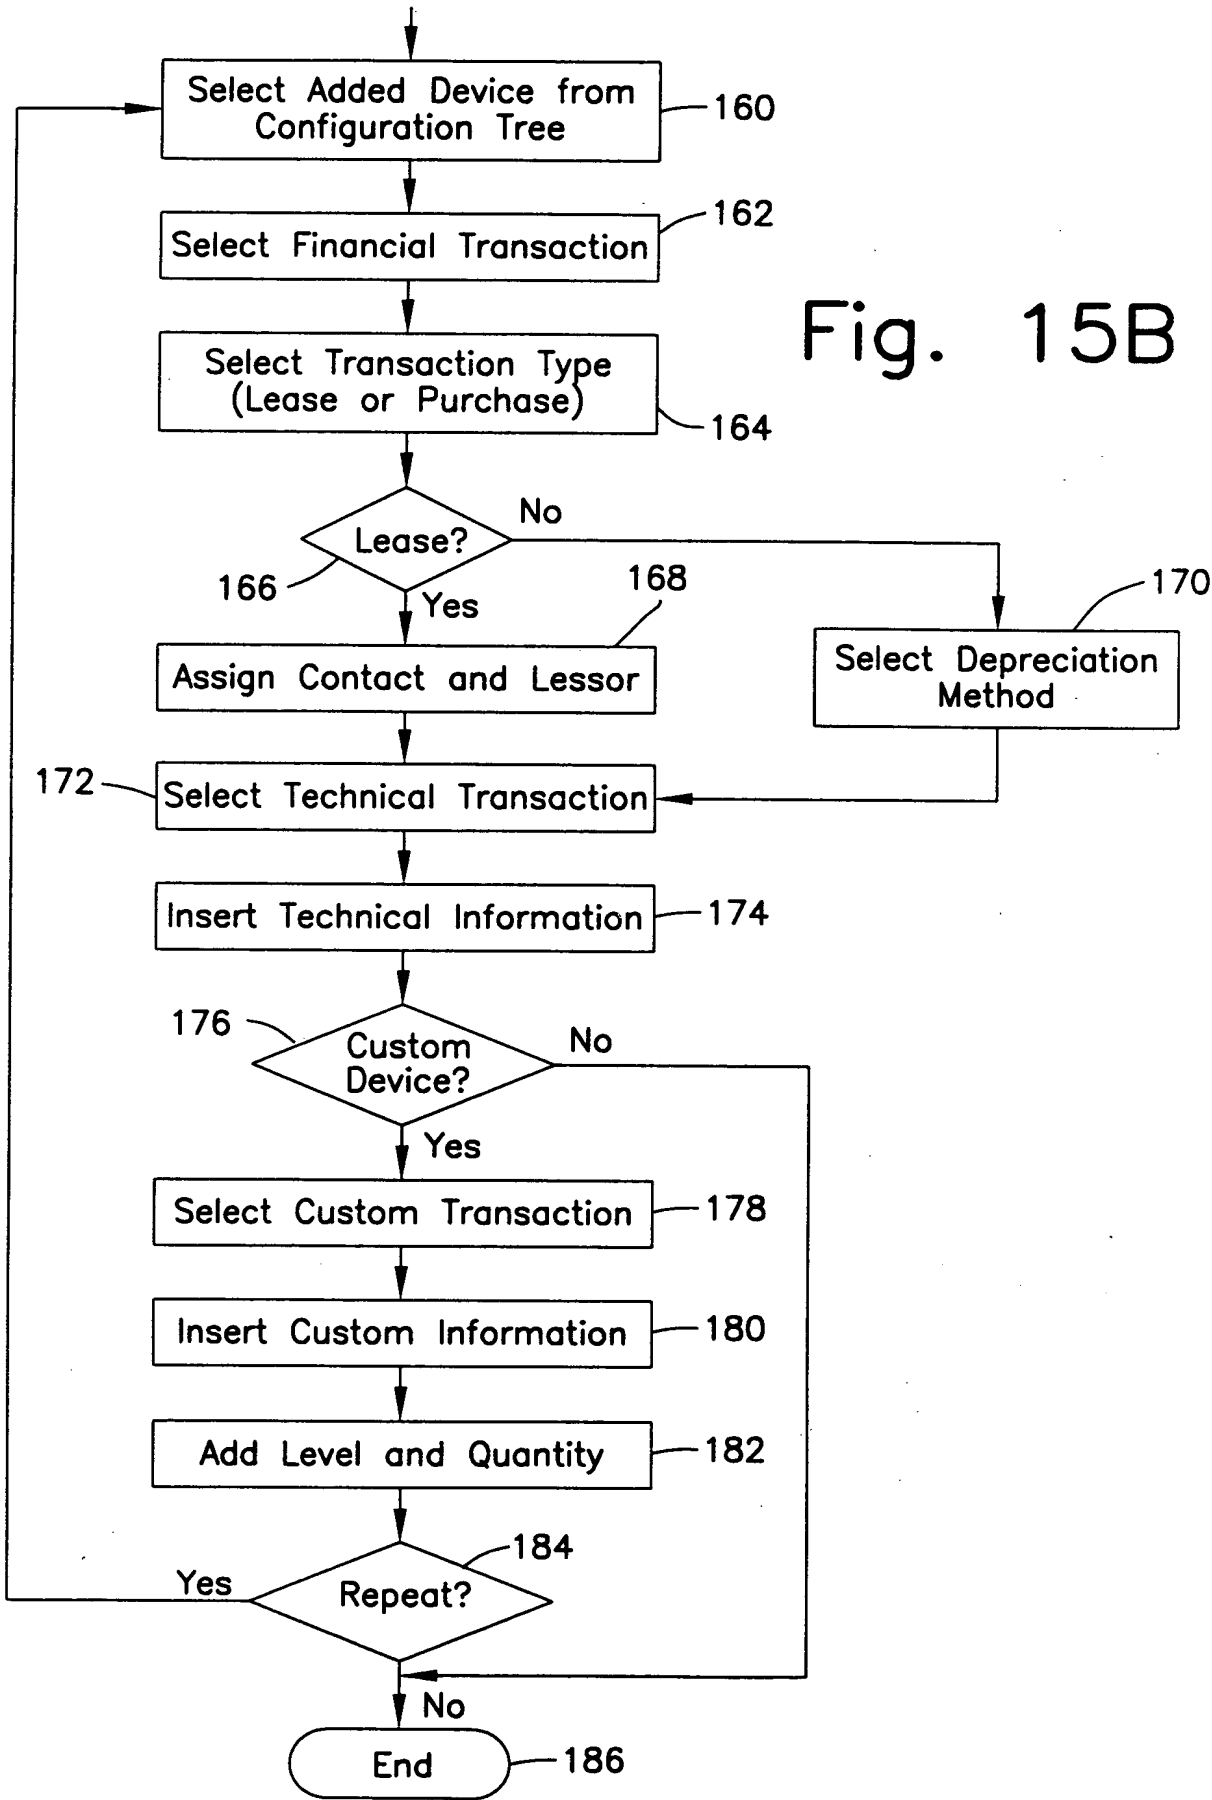 Select Added Device from
Configuration Tree
160
162
Select Financial Transaction
Fig. 15B
Select Transaction Type
(Lease or Purchase)
164
No
Lease?
166
Yes
168
170
Assign Contact and Lessor
Select Depreciation
Method
172
Select Technical Transaction
Insert Technical Information
174
176
Custom
Device?
No
Yes
Select Custom Transaction
178
Insert Custom Information
180
Add Level and Quantity
182
184
Yes
Repeat?
No
End
186